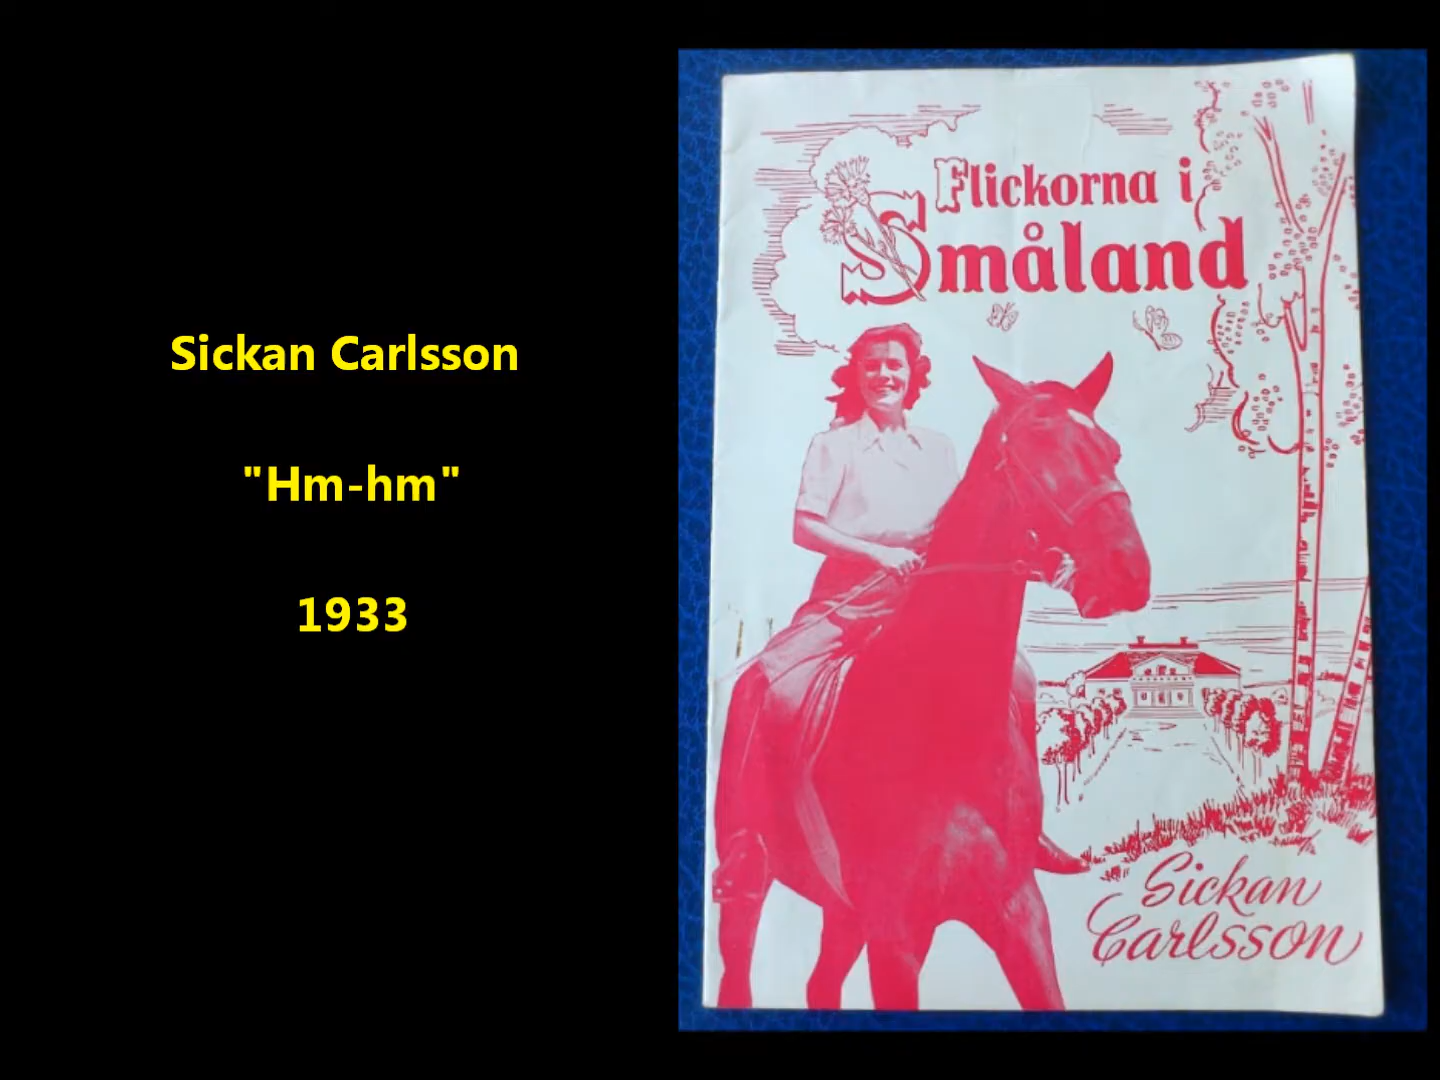 Sickan Carlsson
"Hm-hm"
1933
Flickorna i
Småland
Sickan
Carlsson